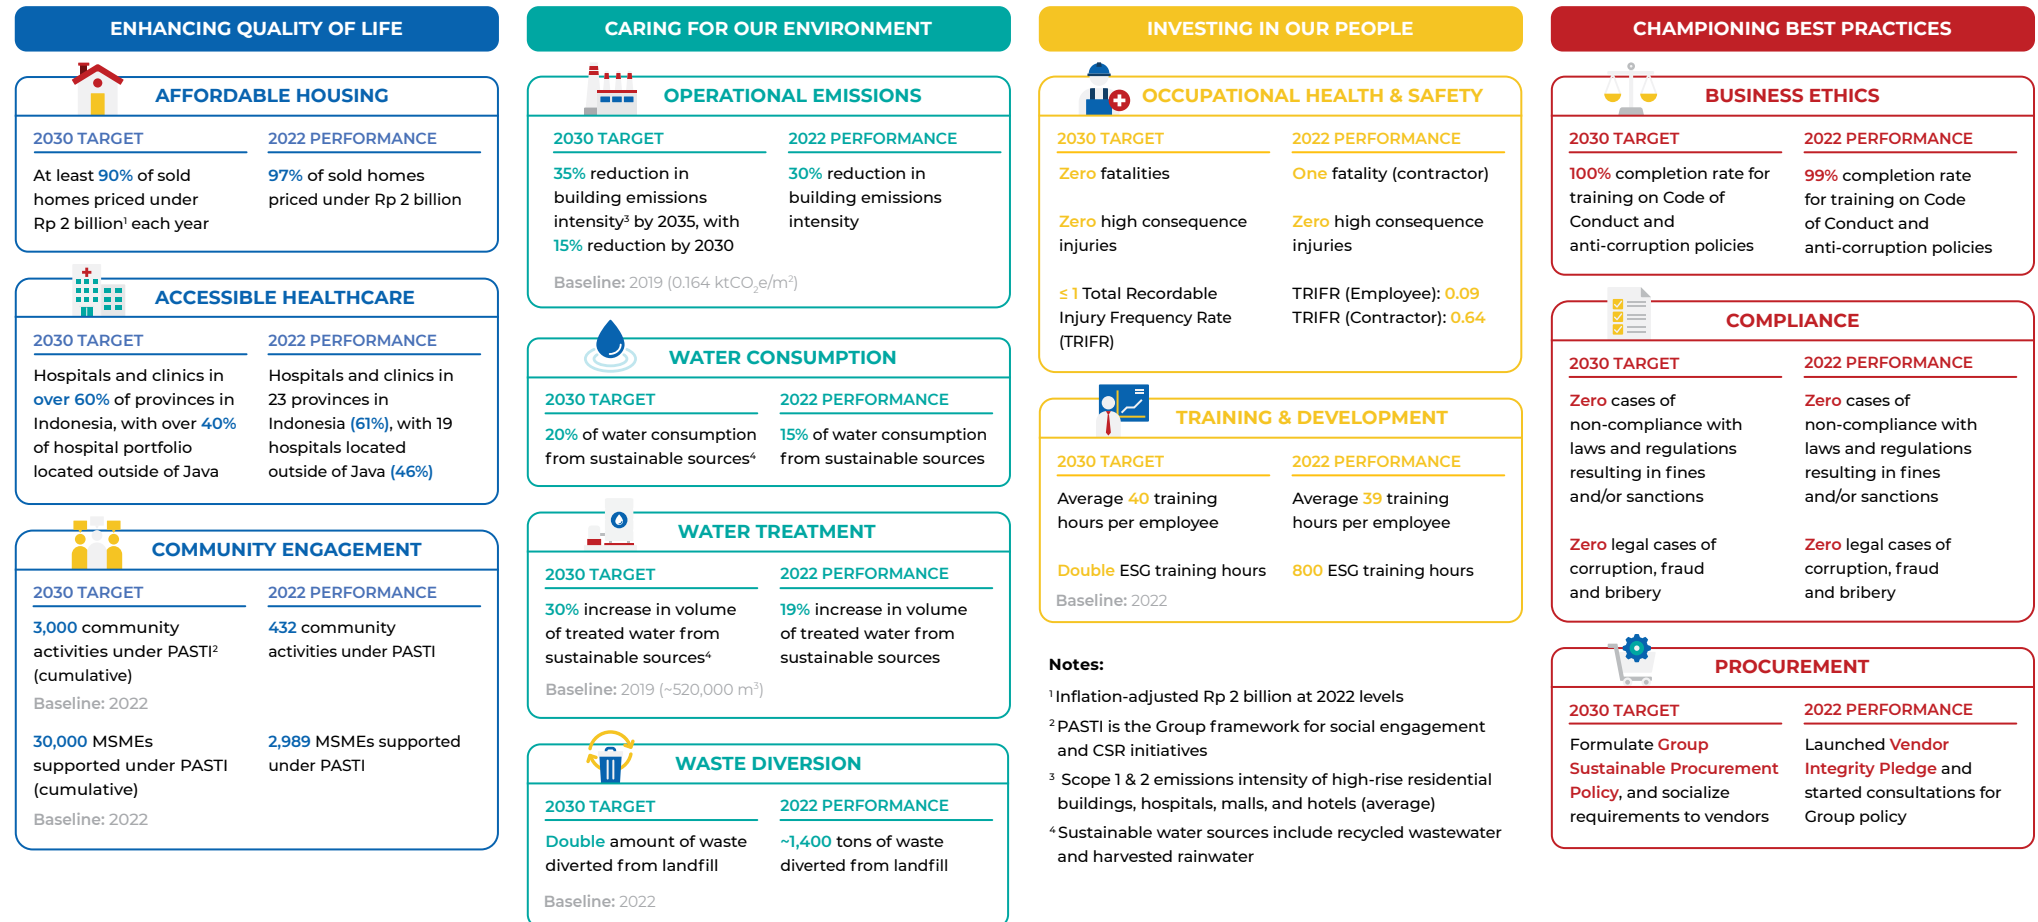 ENHANCING QUALITY OF LIFE
AFFORDABLE HOUSING
2030 TARGET
At least 90% of sold
homes priced under
Rp 2 billion¹ each year
2022 PERFORMANCE
97% of sold homes
priced under Rp 2 billion
ACCESSIBLE HEALTHCARE
2030 TARGET
Hospitals and clinics in
over 60% of provinces in
Indonesia, with over 40%
of hospital portfolio
located outside of Java
2022 PERFORMANCE
Hospitals and clinics in
23 provinces in
Indonesia (61%), with 19
hospitals located
outside of Java (46%)
COMMUNITY ENGAGEMENT
2030 TARGET
3,000 community
activities under PASTI²
(cumulative)
Baseline: 2022
30,000 MSMEs
supported under PASTI
(cumulative)
Baseline: 2022
2022 PERFORMANCE
432 community
activities under PASTI
2,989 MSMEs supported
under PASTI
CARING FOR OUR ENVIRONMENT
OPERATIONAL EMISSIONS
2030 TARGET
35% reduction in
building emissions
intensity³ by 2035, with
15% reduction by 2030
Baseline: 2019 (0.164 ktCO₂e/m²)
2022 PERFORMANCE
30% reduction in
building emissions
intensity
WATER CONSUMPTION
2030 TARGET
20% of water consumption
from sustainable sources⁴
2022 PERFORMANCE
15% of water consumption
from sustainable sources
WATER TREATMENT
2030 TARGET
30% increase in volume
of treated water from
sustainable sources⁴
Baseline: 2019 (~520,000 m³)
2022 PERFORMANCE
19% increase in volume
of treated water from
sustainable sources
WASTE DIVERSION
2030 TARGET
Double amount of waste
diverted from landfill
Baseline: 2022
2022 PERFORMANCE
~1,400 tons of waste
diverted from landfill
INVESTING IN OUR PEOPLE
OCCUPATIONAL HEALTH & SAFETY
2030 TARGET
Zero fatalities
Zero high consequence
injuries
≤ 1 Total Recordable
Injury Frequency Rate
(TRIFR)
2022 PERFORMANCE
One fatality (contractor)
Zero high consequence
injuries
TRIFR (Employee): 0.09
TRIFR (Contractor): 0.64
TRAINING & DEVELOPMENT
2030 TARGET
Average 40 training
hours per employee
Double ESG training hours
Baseline: 2022
2022 PERFORMANCE
Average 39 training
hours per employee
800 ESG training hours
Notes:
¹ Inflation-adjusted Rp 2 billion at 2022 levels
² PASTI is the Group framework for social engagement
and CSR initiatives
³ Scope 1 & 2 emissions intensity of high-rise residential
buildings, hospitals, malls, and hotels (average)
⁴ Sustainable water sources include recycled wastewater
and harvested rainwater
CHAMPIONING BEST PRACTICES
BUSINESS ETHICS
2030 TARGET
100% completion rate for
training on Code of
Conduct and
anti-corruption policies
2022 PERFORMANCE
99% completion rate
for training on Code
of Conduct and
anti-corruption policies
COMPLIANCE
2030 TARGET
Zero cases of
non-compliance with
laws and regulations
resulting in fines
and/or sanctions
Zero legal cases of
corruption, fraud
and bribery
2022 PERFORMANCE
Zero cases of
non-compliance with
laws and regulations
resulting in fines
and/or sanctions
Zero legal cases of
corruption, fraud
and bribery
PROCUREMENT
2030 TARGET
Formulate Group
Sustainable Procurement
Policy, and socialize
requirements to vendors
2022 PERFORMANCE
Launched Vendor
Integrity Pledge and
started consultations for
Group policy